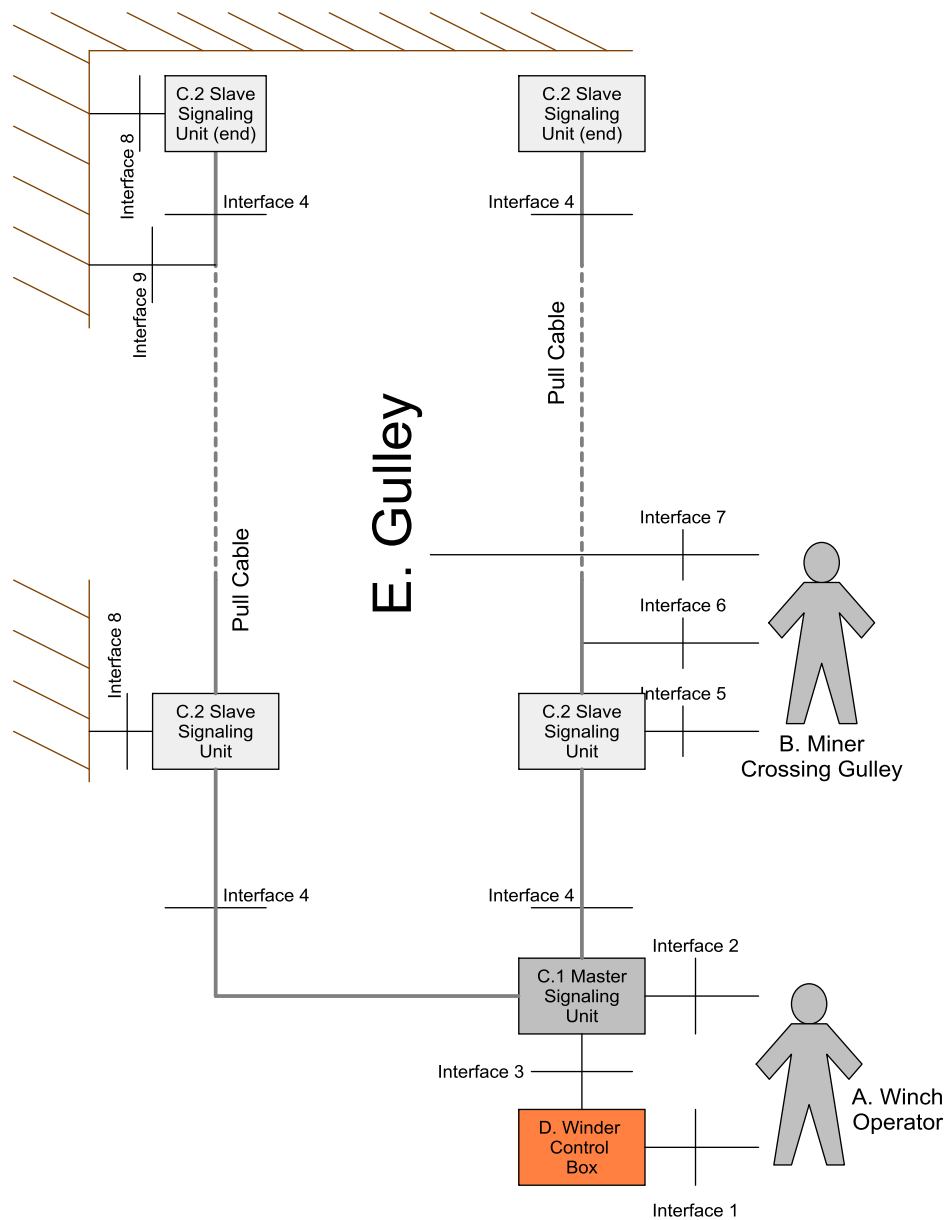 C.2 Slave
Signaling
Unit (end)
C.2 Slave
Signaling
Unit (end)
Interface 8
Interface 4
Interface 4
Interface 9
Pull Cable
E. Gulley
Pull Cable
Interface 7
Interface 6
Interface 8
Interface 5
C.2 Slave
Signaling
Unit
C.2 Slave
Signaling
Unit
B. Miner
Crossing Gulley
Interface 4
Interface 4
Interface 2
C.1 Master
Signaling
Unit
Interface 3
A. Winch
Operator
D. Winder
Control
Box
Interface 1